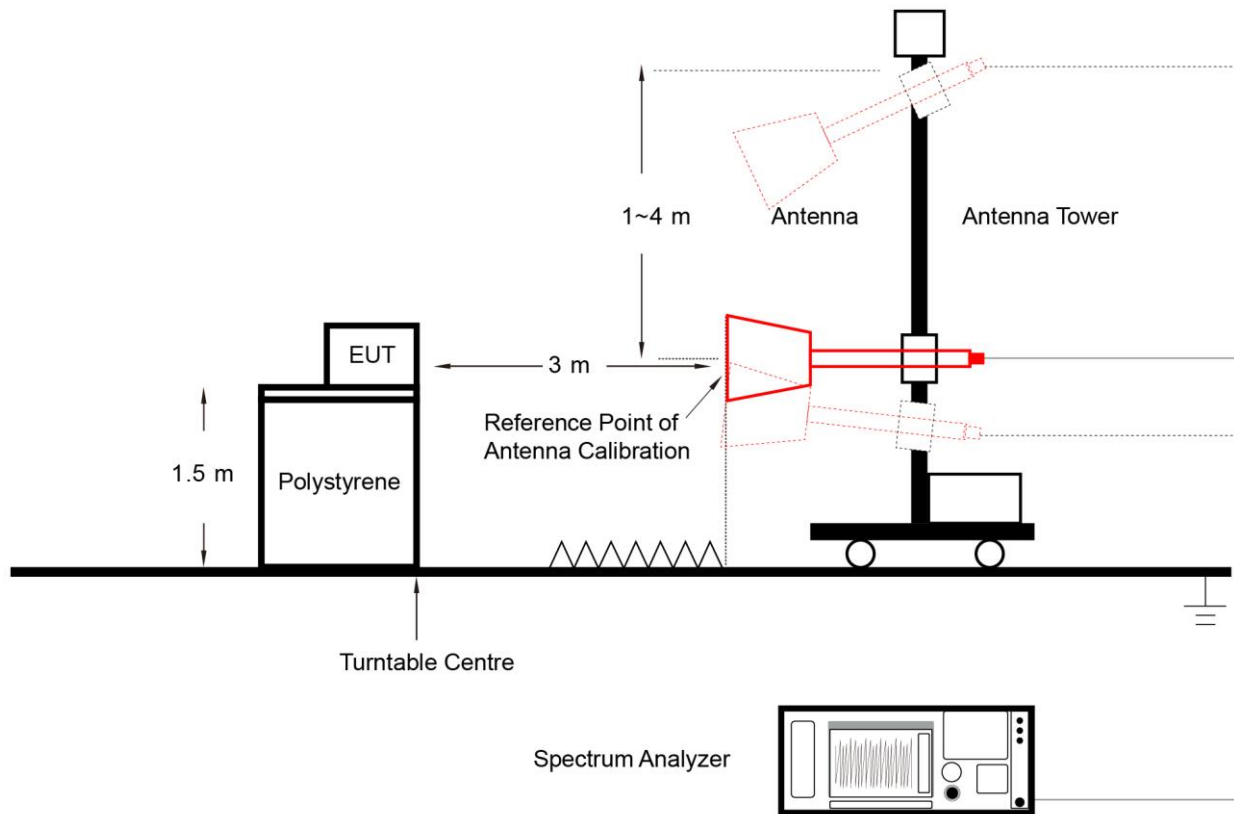 1~4 m
Antenna
Antenna Tower
EUT
3 m
Reference Point of
Antenna Calibration
1.5 m
Polystyrene
Turntable Centre
Spectrum Analyzer